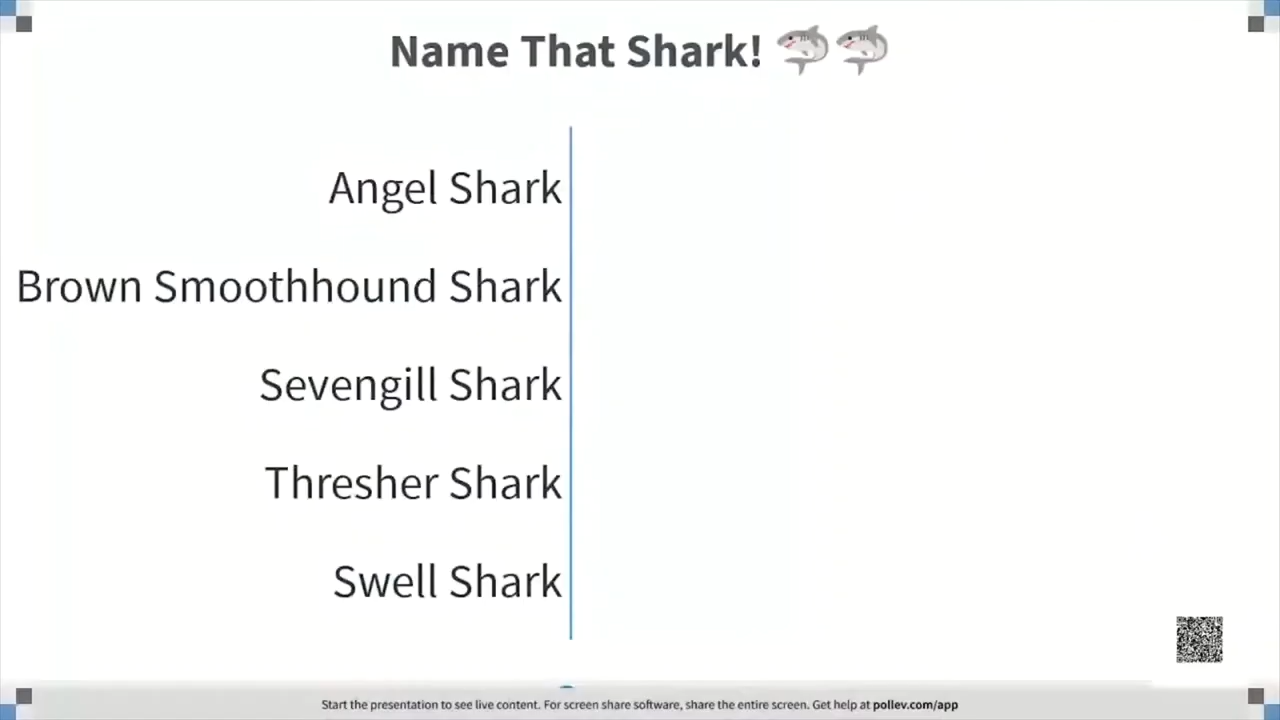 Name That Shark! 🦈🦈
Angel Shark
Brown Smoothhound Shark
Sevengill Shark
Thresher Shark
Swell Shark
Start the presentation to see live content. For screen share software, share the entire screen. Get help at pollev.com/app